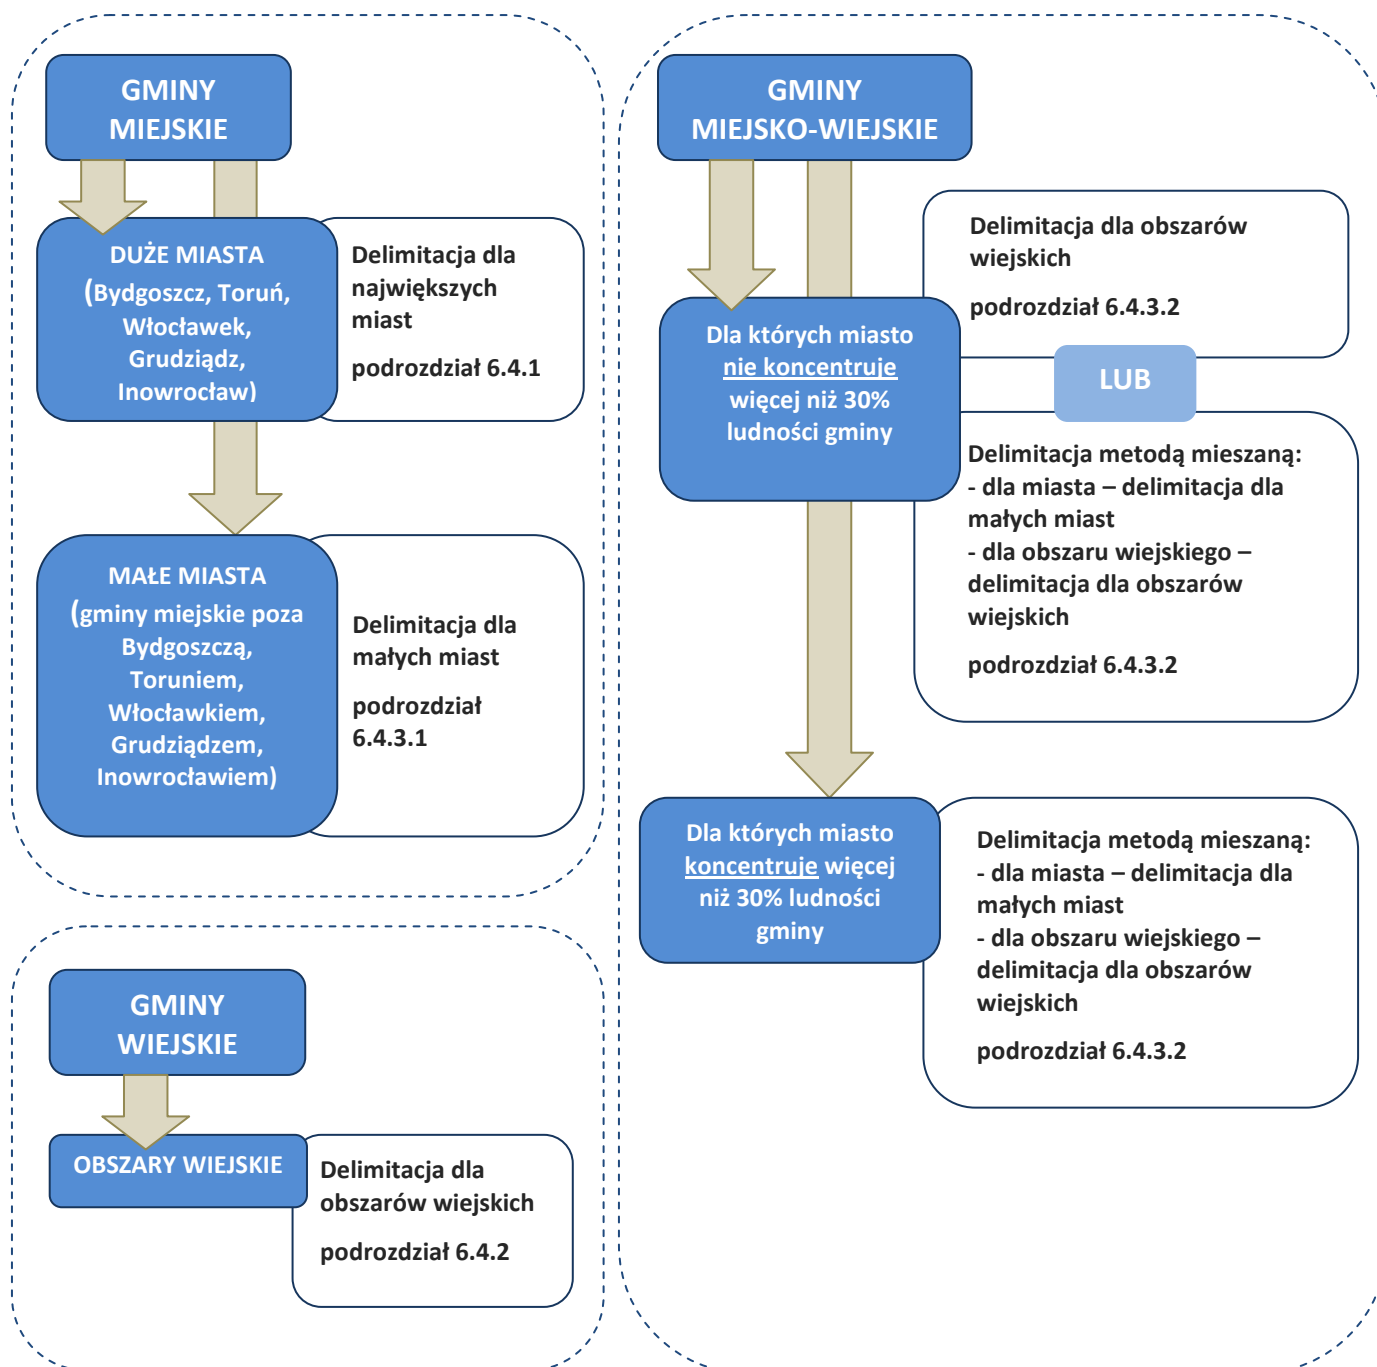 GMINY
MIEJSKIE
DUŻE MIASTA
(Bydgoszcz, Toruń,
Włocławek,
Grudziądz,
Inowrocław)
Delimitacja dla
największych
miast
podrozdział 6.4.1
MAŁE MIASTA
(gminy miejskie poza
Bydgoszczą,
Toruniem,
Włocławkiem,
Grudziądzem,
Inowrocławiem)
Delimitacja dla
małych miast
podrozdział
6.4.3.1
GMINY
WIEJSKIE
OBSZARY WIEJSKIE
Delimitacja dla
obszarów wiejskich
podrozdział 6.4.2
GMINY
MIEJSKO-WIEJSKIE
Dla których miasto
nie koncentruje
więcej niż 30%
ludności gminy
Delimitacja dla obszarów
wiejskich
podrozdział 6.4.3.2
LUB
Delimitacja metodą mieszaną:
- dla miasta – delimitacja dla
małych miast
- dla obszaru wiejskiego –
delimitacja dla obszarów
wiejskich
podrozdział 6.4.3.2
Dla których miasto
koncentruje więcej
niż 30% ludności
gminy
Delimitacja metodą mieszaną:
- dla miasta – delimitacja dla
małych miast
- dla obszaru wiejskiego –
delimitacja dla obszarów
wiejskich
podrozdział 6.4.3.2